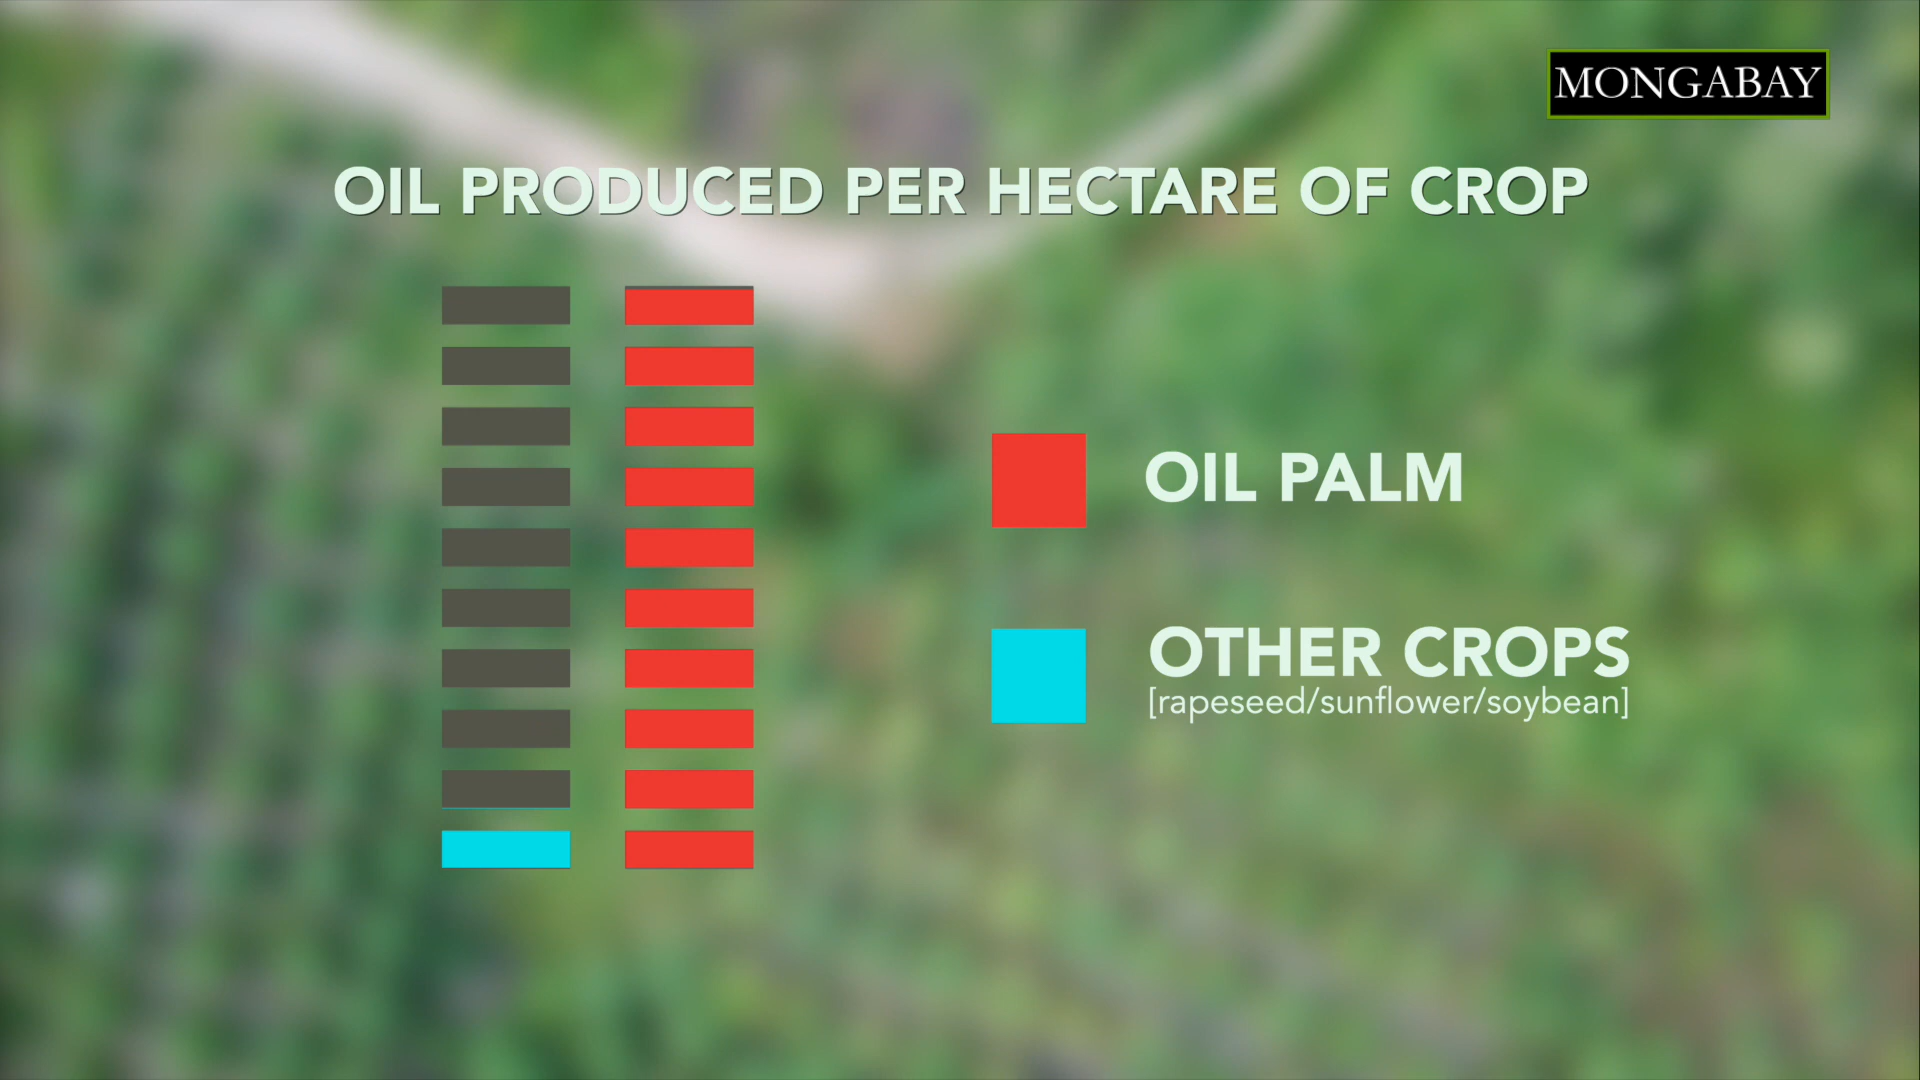 MONGABAY
OIL PRODUCED PER HECTARE OF CROP
OIL PALM
OTHER CROPS
[rapeseed/sunflower/soybean]